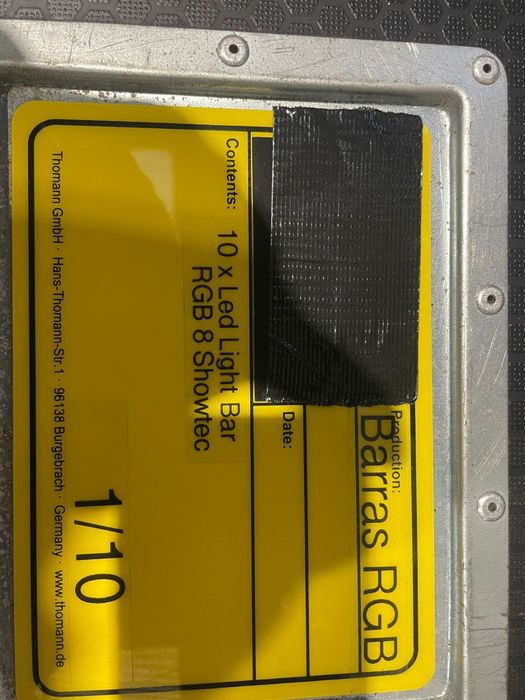 Production:
Barras RGB
Date:
Contents:
10 x Led Light Bar
RGB 8 Showtec
1/10
Thomann GmbH · Hans-Thomann-Str.1 · 96138 Burgebrach · Germany · www.thomann.de